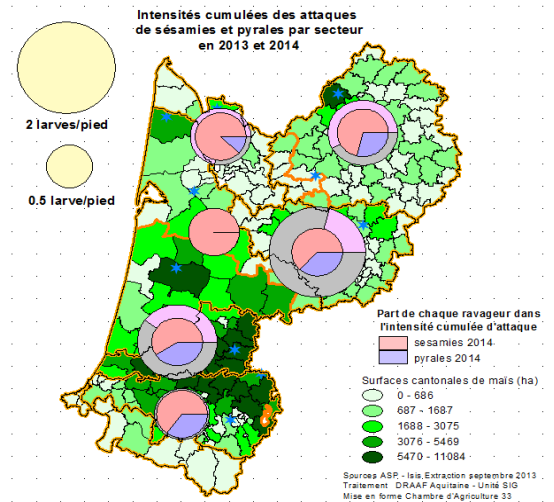 Intensités cumulées des attaques
de sésamies et pyrales par secteur
en 2013 et 2014
2 larves/pied
0.5 larve/pied
Part de chaque ravageur dans
l'intensité cumulée d'attaque
sesamies 2014
pyrales 2014
Surfaces cantonales de maïs (ha)
0 - 686
687 - 1687
1688 - 3075
3076 - 5469
5470 - 11084
Sources ASP - Isis, Extraction septembre 2013
Traitement DRAAF Aquitaine - Unité SIG
Mise en forme Chambre d'Agriculture 33